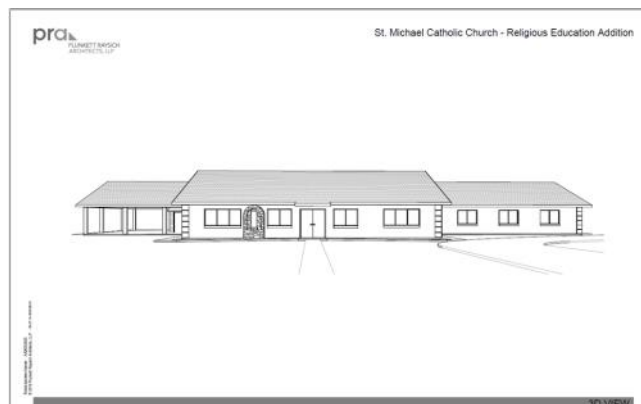 pra
PLUNKETT RAYSICH
ARCHITECTS, LLP
St. Michael Catholic Church - Religious Education Addition
3D VIEW